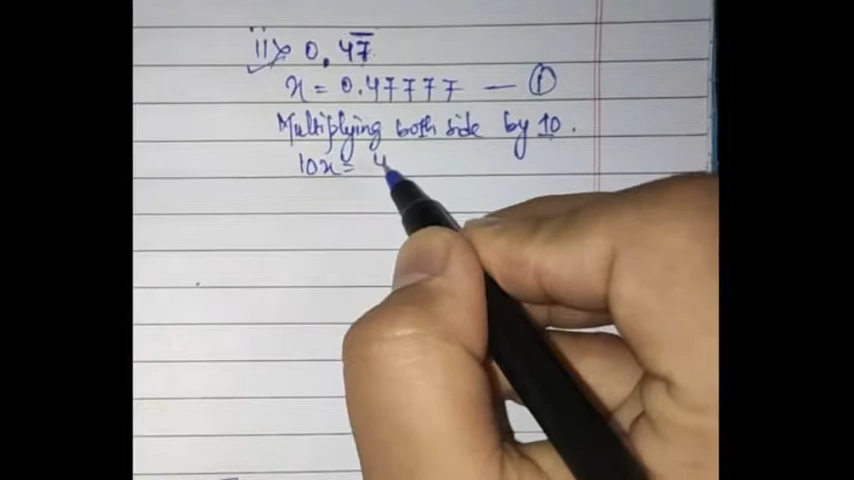 ii> 0.47̅
x = 0.47777 — ①
Multiplying both side by 10.
10x = 4